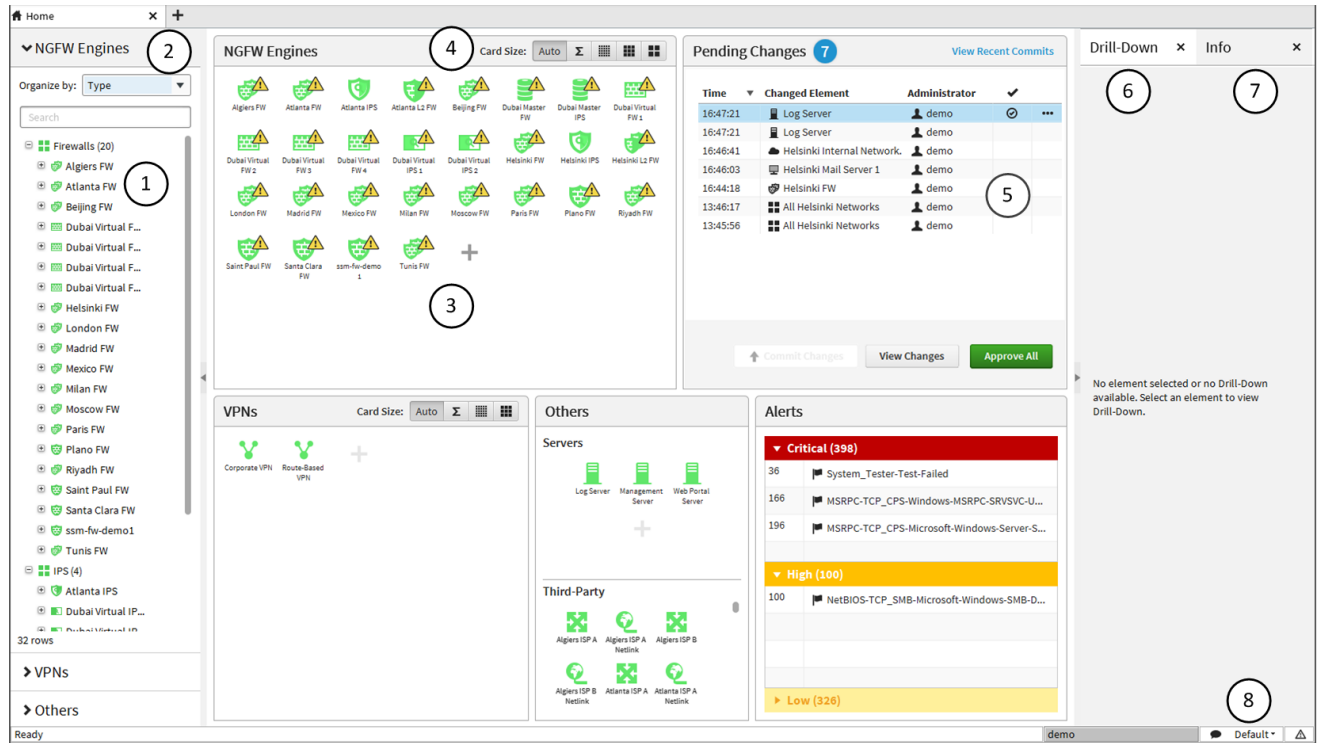 Home
NGFW Engines
2
Organize by: Type
Search
Firewalls (20)
Algiers FW
Atlanta FW
1
Beijing FW
Dubai Virtual F...
Dubai Virtual F...
Dubai Virtual F...
Dubai Virtual F...
Helsinki FW
London FW
Madrid FW
Mexico FW
Milan FW
Moscow FW
Paris FW
Plano FW
Riyadh FW
Saint Paul FW
Santa Clara FW
ssm-fw-demo1
Tunis FW
IPS (4)
Atlanta IPS
Dubai Virtual IP...
32 rows
VPNs
Others
NGFW Engines
4
Card Size: Auto Σ
Algiers FW
Atlanta FW
Atlanta IPS
Atlanta L2 FW
Beijing FW
Dubai Master
FW
Dubai Master
IPS
Dubai Virtual
FW 1
Dubai Virtual
FW 2
Dubai Virtual
FW 3
Dubai Virtual
FW 4
Dubai Virtual
IPS 1
Dubai Virtual
IPS 2
Helsinki FW
Helsinki IPS
Helsinki L2 FW
London FW
Madrid FW
Mexico FW
Milan FW
Moscow FW
Paris FW
Plano FW
Riyadh FW
Saint Paul FW
Santa Clara
FW
ssm-fw-demo
1
Tunis FW
3
Pending Changes 7
View Recent Commits
Time Changed Element Administrator
16:47:21 Log Server demo
16:47:21 Log Server demo
16:46:41 Helsinki Internal Network. demo
16:46:03 Helsinki Mail Server 1 demo
16:44:18 Helsinki FW demo
13:46:17 All Helsinki Networks demo
13:45:56 All Helsinki Networks demo
5
Commit Changes
View Changes
Approve All
VPNs
Card Size: Auto Σ
Corporate VPN
Route-Based
VPN
Others
Servers
Log Server
Management
Server
Web Portal
Server
Third-Party
Algiers ISP A
Algiers ISP A
Netlink
Algiers ISP B
Algiers ISP B
Netlink
Atlanta ISP A
Atlanta ISP A
Netlink
Alerts
Critical (398)
36 System_Tester-Test-Failed
166 MSRPC-TCP_CPS-Windows-MSRPC-SRVSVC-U...
196 MSRPC-TCP_CPS-Microsoft-Windows-Server-S...
High (100)
100 NetBIOS-TCP_SMB-Microsoft-Windows-SMB-D...
Low (326)
Drill-Down
Info
6
7
No element selected or no Drill-Down
available. Select an element to view
Drill-Down.
8
Ready
demo
Default